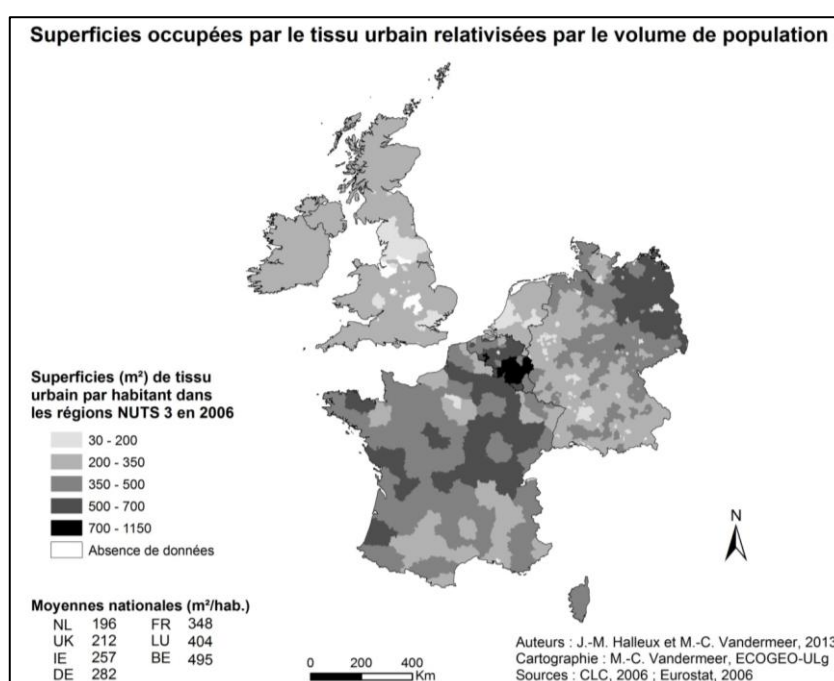 Superficies occupées par le tissu urbain relativisées par le volume de population
Superficies (m²) de tissu
urbain par habitant dans
les régions NUTS 3 en 2006
30 - 200
200 - 350
350 - 500
500 - 700
700 - 1150
Absence de données
N
Moyennes nationales (m²/hab.)
NL 196 FR 348
UK 212 LU 404
IE 257 BE 495
DE 282
0 200 400
Km
Auteurs : J.-M. Halleux et M.-C. Vandermeer, 2013
Cartographie : M.-C. Vandermeer, ECOGEO-ULg
Sources : CLC, 2006 ; Eurostat, 2006